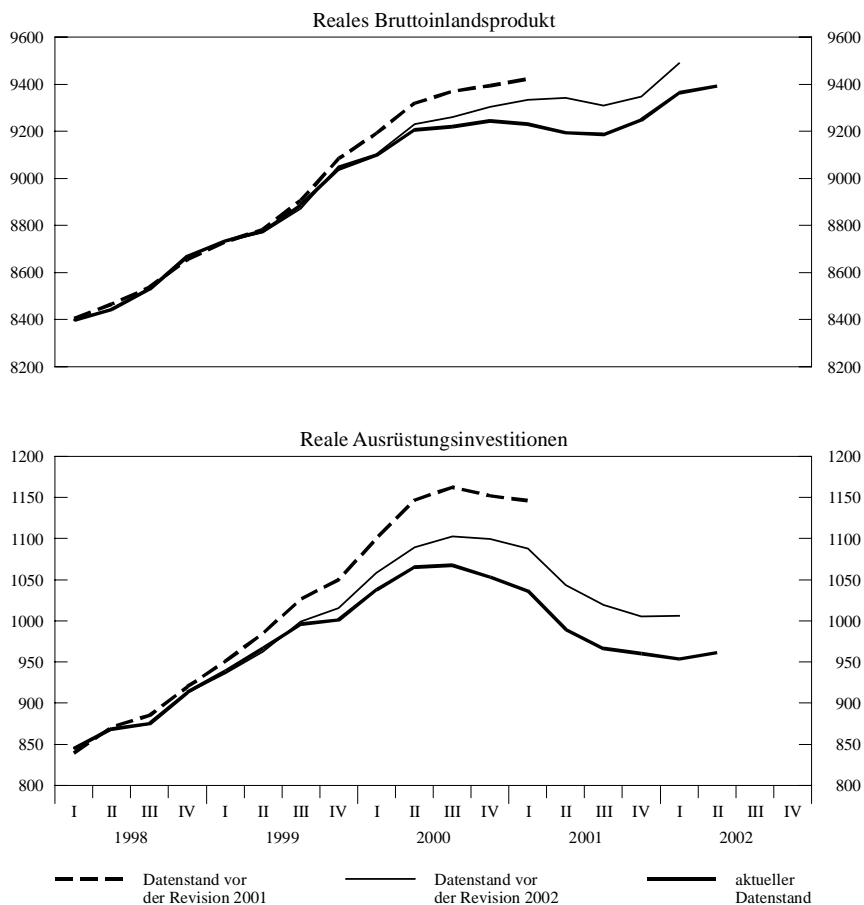 Reales Bruttoinlandsprodukt
9600 9600
9400 9400
9200 9200
9000 9000
8800 8800
8600 8600
8400 8400
8200 8200
Reale Ausrüstungsinvestitionen
1200 1200
1150 1150
1100 1100
1050 1050
1000 1000
950 950
900 900
850 850
800 800
I II III IV I II III IV I II III IV I II III IV I II III IV
1998 1999 2000 2001 2002
Datenstand vor Datenstand vor aktueller
der Revision 2001 der Revision 2002 Datenstand